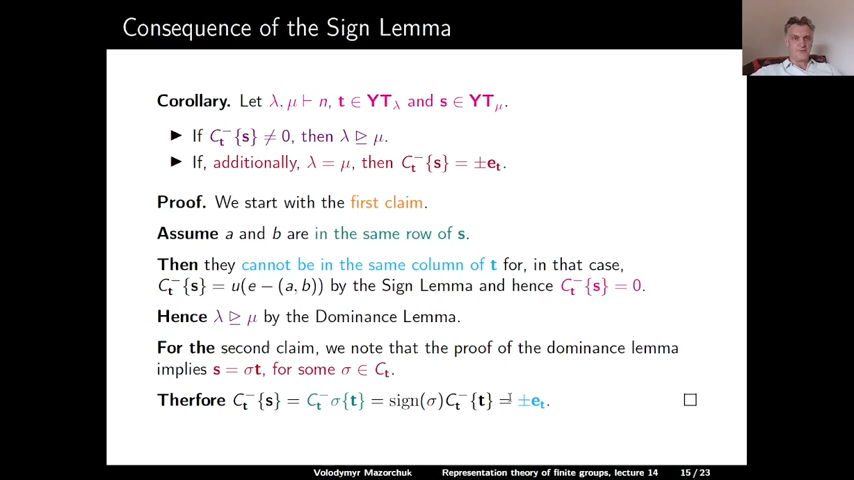 Consequence of the Sign Lemma
Corollary. Let λ, μ ⊢ n, t ∈ YT_λ and s ∈ YT_μ.
▶ If C_t^−{s} ≠ 0, then λ ⊵ μ.
▶ If, additionally, λ = μ, then C_t^−{s} = ±e_t.
Proof. We start with the first claim.
Assume a and b are in the same row of s.
Then they cannot be in the same column of t for, in that case,
C_t^−{s} = u(e − (a, b)){s} by the Sign Lemma and hence C_t^−{s} = 0.
Hence λ ⊵ μ by the Dominance Lemma.
For the second claim, we note that the proof of the dominance lemma
implies s = σt, for some σ ∈ C_t.
Therfore C_t^−{s} = C_t^−σ{t} = sign(σ)C_t^−{t} = ±e_t. □
Volodymyr Mazorchuk Representation theory of finite groups, lecture 14 15 / 23